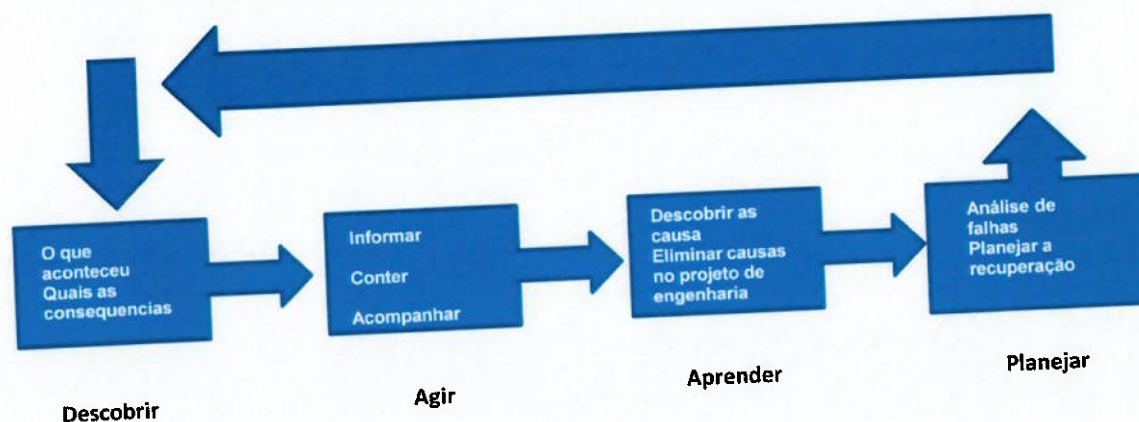 O que
aconteceu
Quais as
consequencias
Informar
Conter
Acompanhar
Descobrir as
causa
Eliminar causas
no projeto de
engenharia
Análise de
falhas
Planejar a
recuperação
Descobrir
Agir
Aprender
Planejar